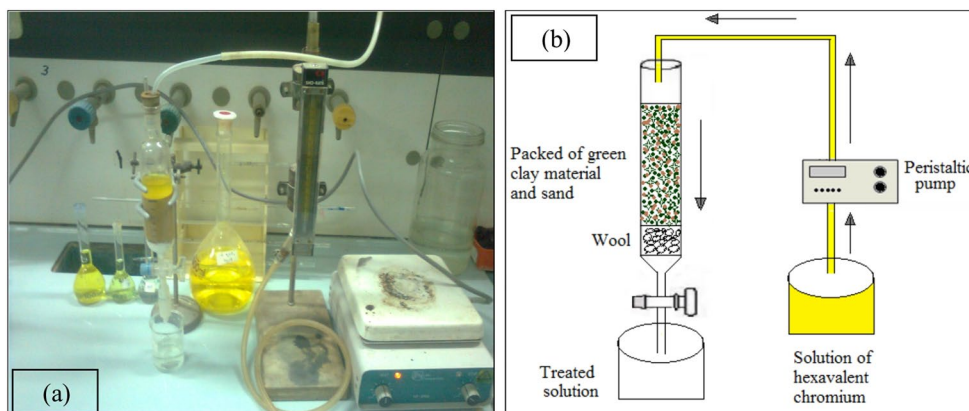 3
(a)
(b)
Packed of green
clay material
and sand
Wool
Treated
solution
Peristaltic
pump
Solution of
hexavalent
chromium